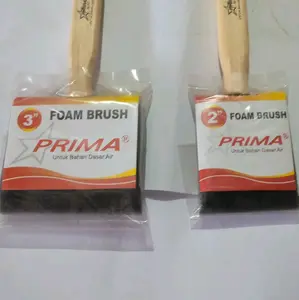 3" FOAM BRUSH
PRIMA®
Untuk Bahan Dasar Air
2" FOAM BRUSH
PRIMA®
Untuk Bahan Dasar Air